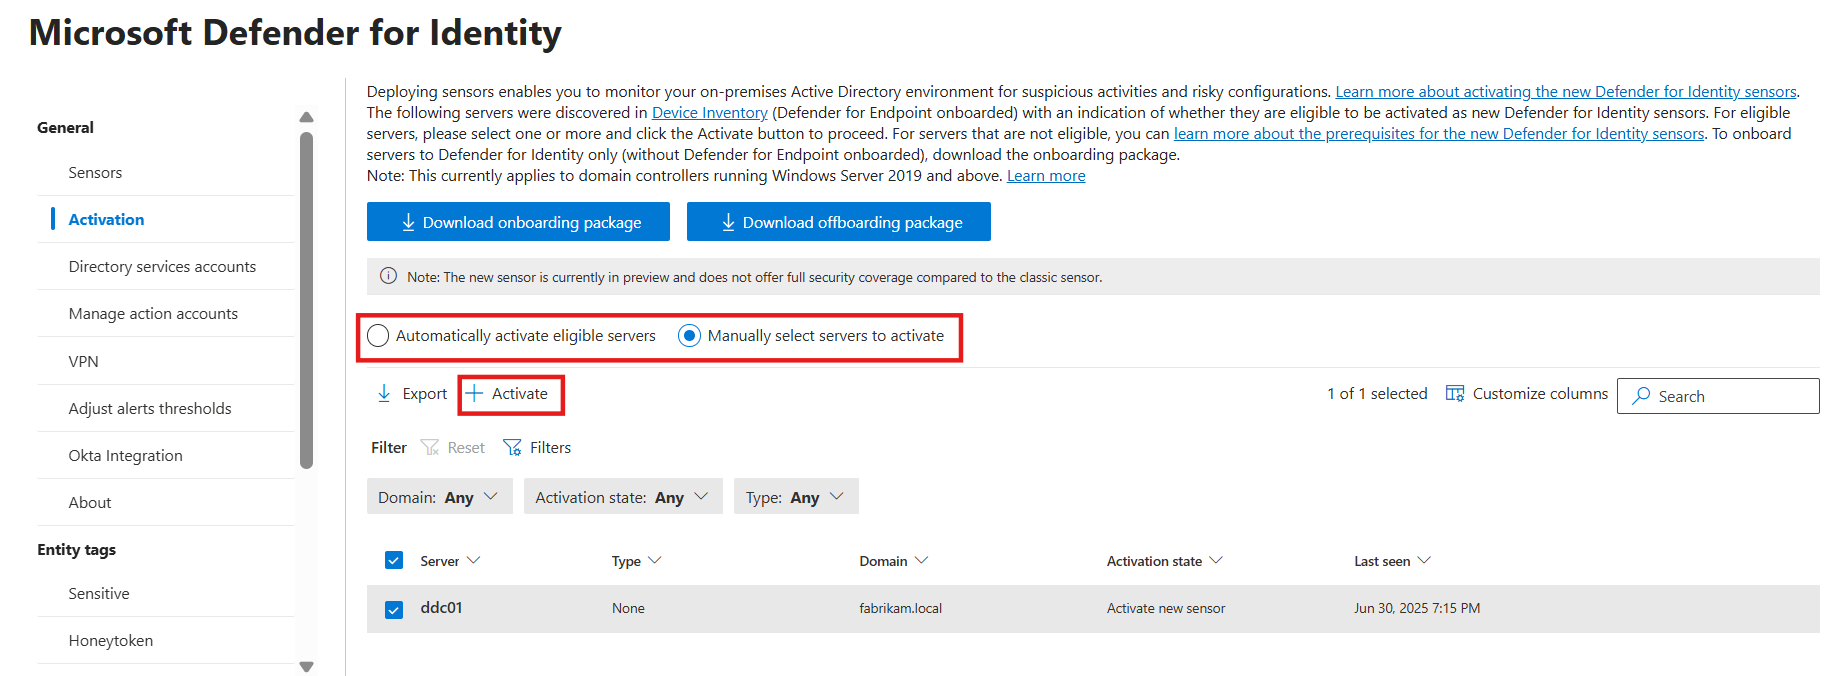 Microsoft Defender for Identity
General
Sensors
Activation
Directory services accounts
Manage action accounts
VPN
Adjust alerts thresholds
Okta Integration
About
Entity tags
Sensitive
Honeytoken
Deploying sensors enables you to monitor your on-premises Active Directory environment for suspicious activities and risky configurations. Learn more about activating the new Defender for Identity sensors.
The following servers were discovered in Device Inventory (Defender for Endpoint onboarded) with an indication of whether they are eligible to be activated as new Defender for Identity sensors. For eligible
servers, please select one or more and click the Activate button to proceed. For servers that are not eligible, you can learn more about the prerequisites for the new Defender for Identity sensors. To onboard
servers to Defender for Identity only (without Defender for Endpoint onboarded), download the onboarding package.
Note: This currently applies to domain controllers running Windows Server 2019 and above. Learn more
Download onboarding package Download offboarding package
Note: The new sensor is currently in preview and does not offer full security coverage compared to the classic sensor.
Automatically activate eligible servers Manually select servers to activate
Export Activate 1 of 1 selected Customize columns Search
Filter Reset Filters
Domain: Any Activation state: Any Type: Any
Server Type Domain Activation state Last seen
ddc01 None fabrikam.local Activate new sensor Jun 30, 2025 7:15 PM